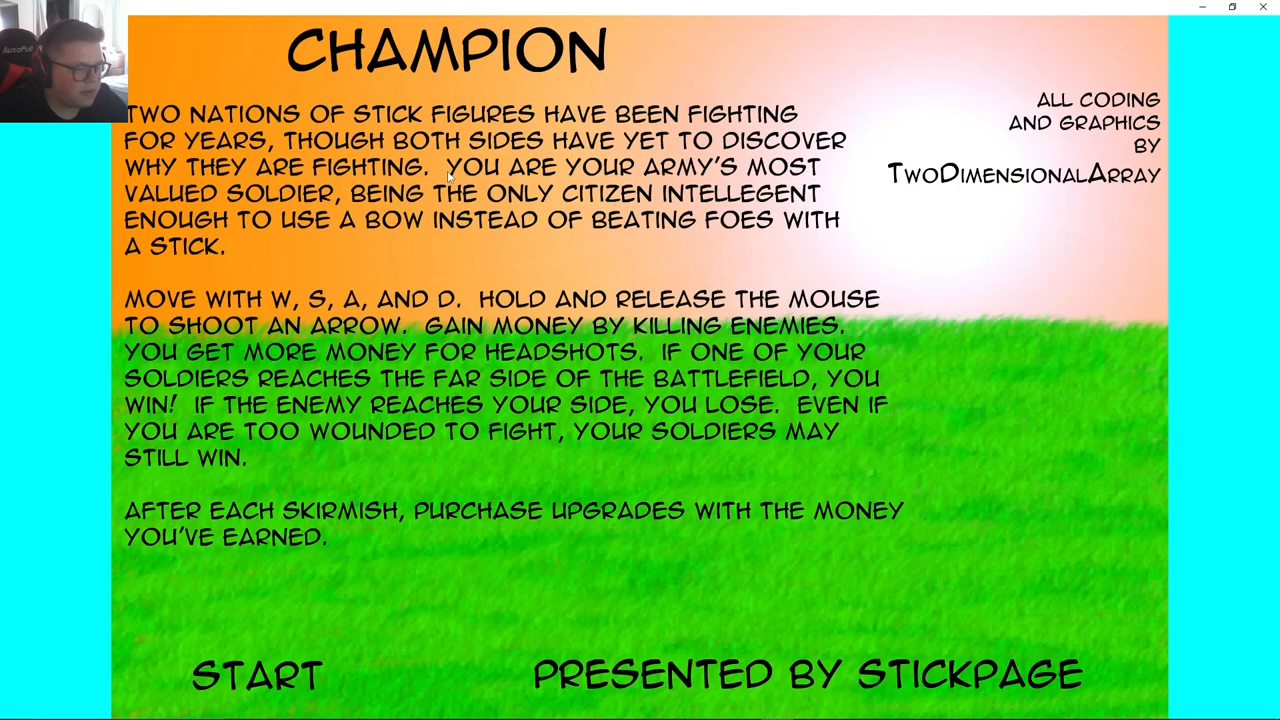 CHAMPION
TWO NATIONS OF STICK FIGURES HAVE BEEN FIGHTING
FOR YEARS, THOUGH BOTH SIDES HAVE YET TO DISCOVER
WHY THEY ARE FIGHTING. YOU ARE YOUR ARMY'S MOST
VALUED SOLDIER, BEING THE ONLY CITIZEN INTELLEGENT
ENOUGH TO USE A BOW INSTEAD OF BEATING FOES WITH
A STICK.
MOVE WITH W, S, A, AND D. HOLD AND RELEASE THE MOUSE
TO SHOOT AN ARROW. GAIN MONEY BY KILLING ENEMIES.
YOU GET MORE MONEY FOR HEADSHOTS. IF ONE OF YOUR
SOLDIERS REACHES THE FAR SIDE OF THE BATTLEFIELD, YOU
WIN! IF THE ENEMY REACHES YOUR SIDE, YOU LOSE. EVEN IF
YOU ARE TOO WOUNDED TO FIGHT, YOUR SOLDIERS MAY
STILL WIN.
AFTER EACH SKIRMISH, PURCHASE UPGRADES WITH THE MONEY
YOU'VE EARNED.
ALL CODING
AND GRAPHICS
BY
TWODIMENSIONALARRAY
START
PRESENTED BY STICKPAGE
AutoFull